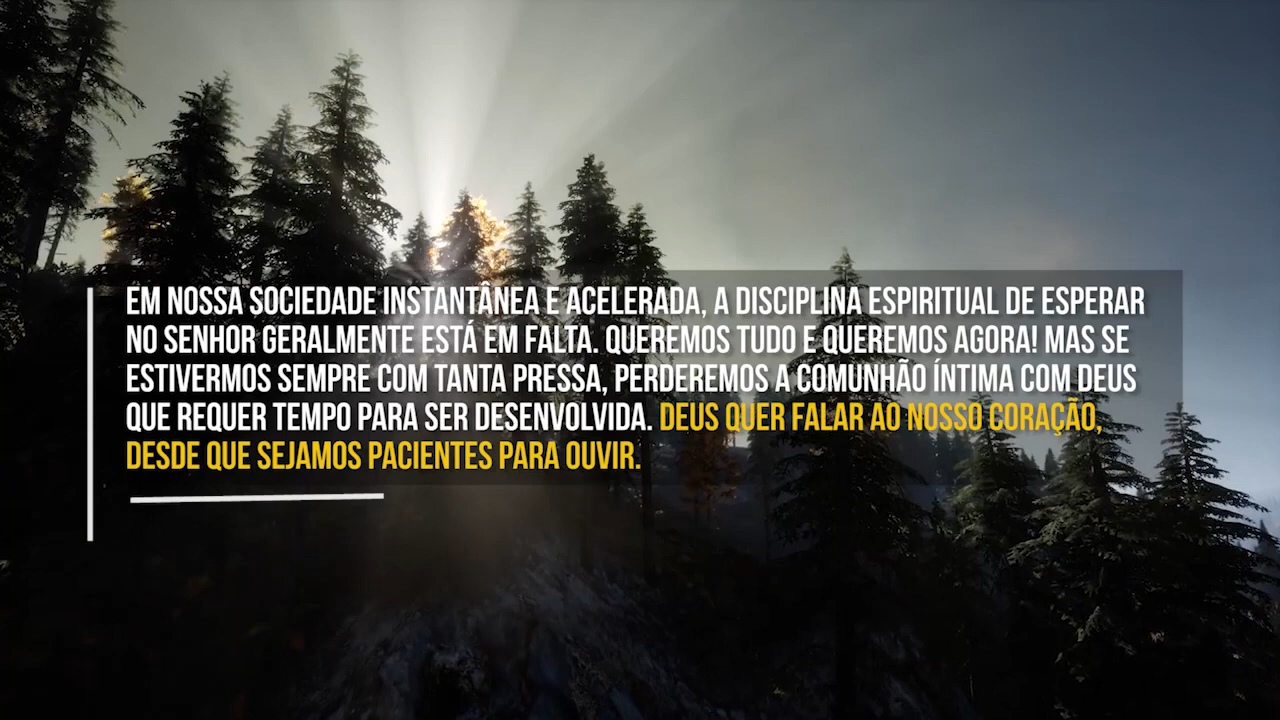 EM NOSSA SOCIEDADE INSTANTÂNEA E ACELERADA, A DISCIPLINA ESPIRITUAL DE ESPERAR
NO SENHOR GERALMENTE ESTÁ EM FALTA. QUEREMOS TUDO E QUEREMOS AGORA! MAS SE
ESTIVERMOS SEMPRE COM TANTA PRESSA, PERDEREMOS A COMUNHÃO ÍNTIMA COM DEUS
QUE REQUER TEMPO PARA SER DESENVOLVIDA. DEUS QUER FALAR AO NOSSO CORAÇÃO,
DESDE QUE SEJAMOS PACIENTES PARA OUVIR.